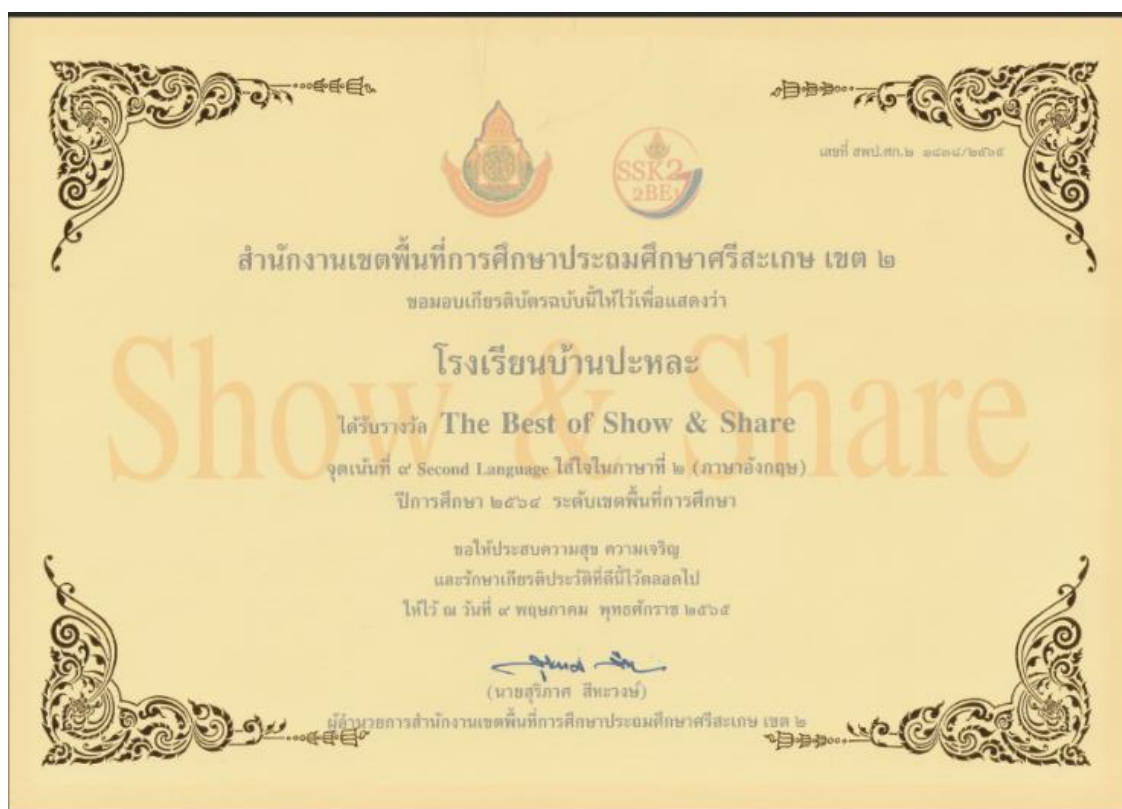 เลขที่ สพป.ศก.๒ ๑๘๓๘/๒๕๖๕
SSK2
2BE1
สำนักงานเขตพื้นที่การศึกษาประถมศึกษาศรีสะเกษ เขต ๒
ขอมอบเกียรติบัตรฉบับนี้ให้ไว้เพื่อแสดงว่า
โรงเรียนบ้านปะหละ
Show & Share
ได้รับรางวัล The Best of Show & Share
จุดเน้นที่ ๙ Second Language ใส่ใจในภาษาที่ ๒ (ภาษาอังกฤษ)
ปีการศึกษา ๒๕๖๔ ระดับเขตพื้นที่การศึกษา
ขอให้ประสบความสุข ความเจริญ
และรักษาเกียรติประวัติที่ดีนี้ไว้ตลอดไป
ให้ไว้ ณ วันที่ ๙ พฤษภาคม พุทธศักราช ๒๕๖๕
(นายสุริภาศ สีหะวงษ์)
ผู้อำนวยการสำนักงานเขตพื้นที่การศึกษาประถมศึกษาศรีสะเกษ เขต ๒